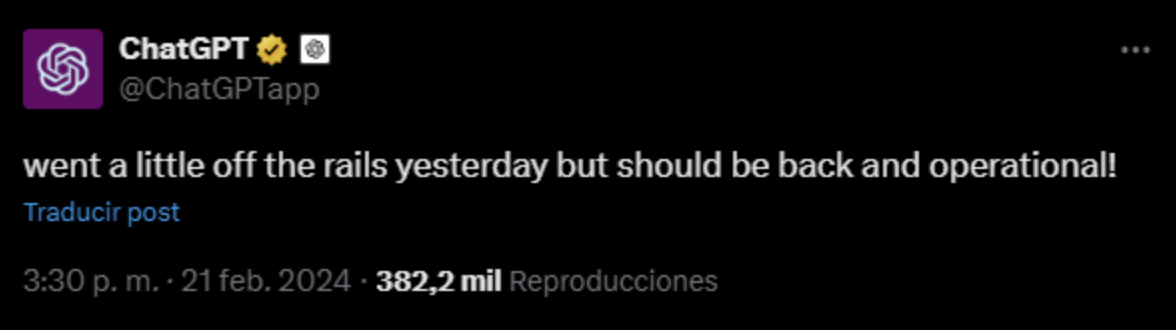 ChatGPT
@ChatGPTapp
went a little off the rails yesterday but should be back and operational!
Traducir post
3:30 p. m. · 21 feb. 2024 · 382,2 mil Reproducciones